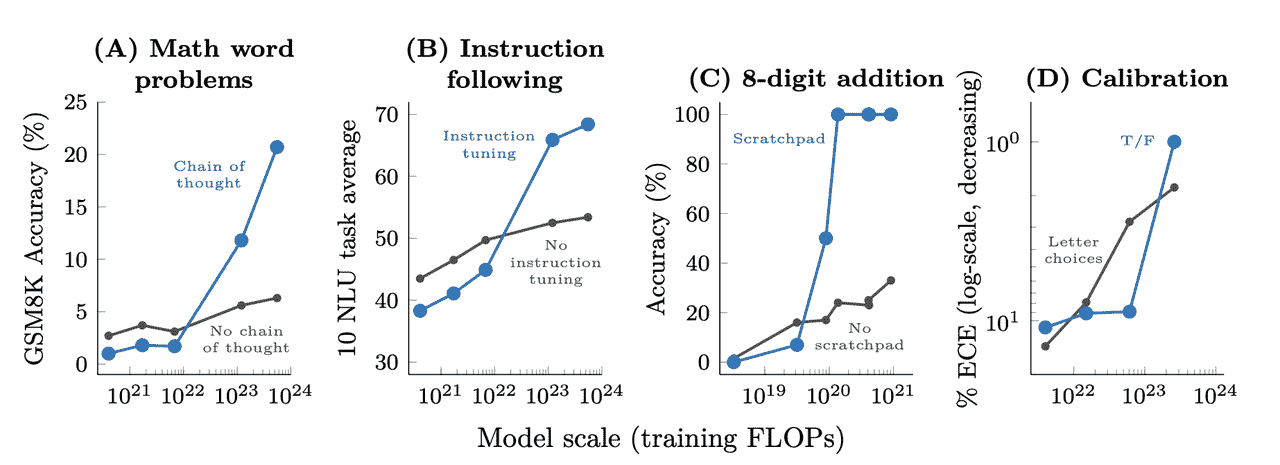 (A) Math word
problems
GSM8K Accuracy (%)
25
20
15
10
5
0
Chain of
thought
No chain
of thought
10^21
10^22
10^23
10^24
(B) Instruction
following
10 NLU task average
70
60
50
40
30
Instruction
tuning
No
instruction
tuning
10^21
10^22
10^23
10^24
(C) 8-digit addition
Accuracy (%)
100
80
60
40
20
0
Scratchpad
No
scratchpad
10^19
10^20
10^21
(D) Calibration
% ECE (log-scale, decreasing)
10^0
10^1
T/F
Letter
choices
10^22
10^23
10^24
Model scale (training FLOPs)